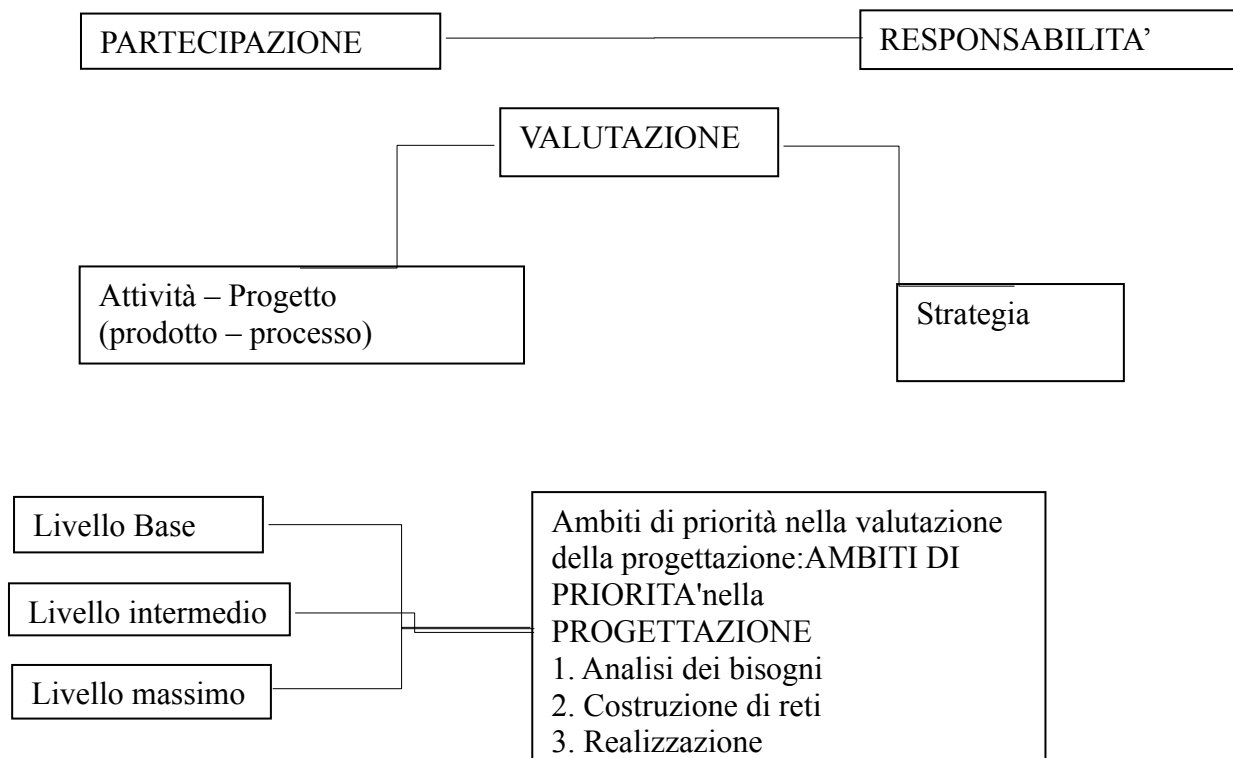 PARTECIPAZIONE
RESPONSABILITA’
VALUTAZIONE
Attività – Progetto
(prodotto – processo)
Strategia
Livello Base
Livello intermedio
Livello massimo
Ambiti di priorità nella valutazione
della progettazione:AMBITI DI
PRIORITA'nella
PROGETTAZIONE
1. Analisi dei bisogni
2. Costruzione di reti
3. Realizzazione